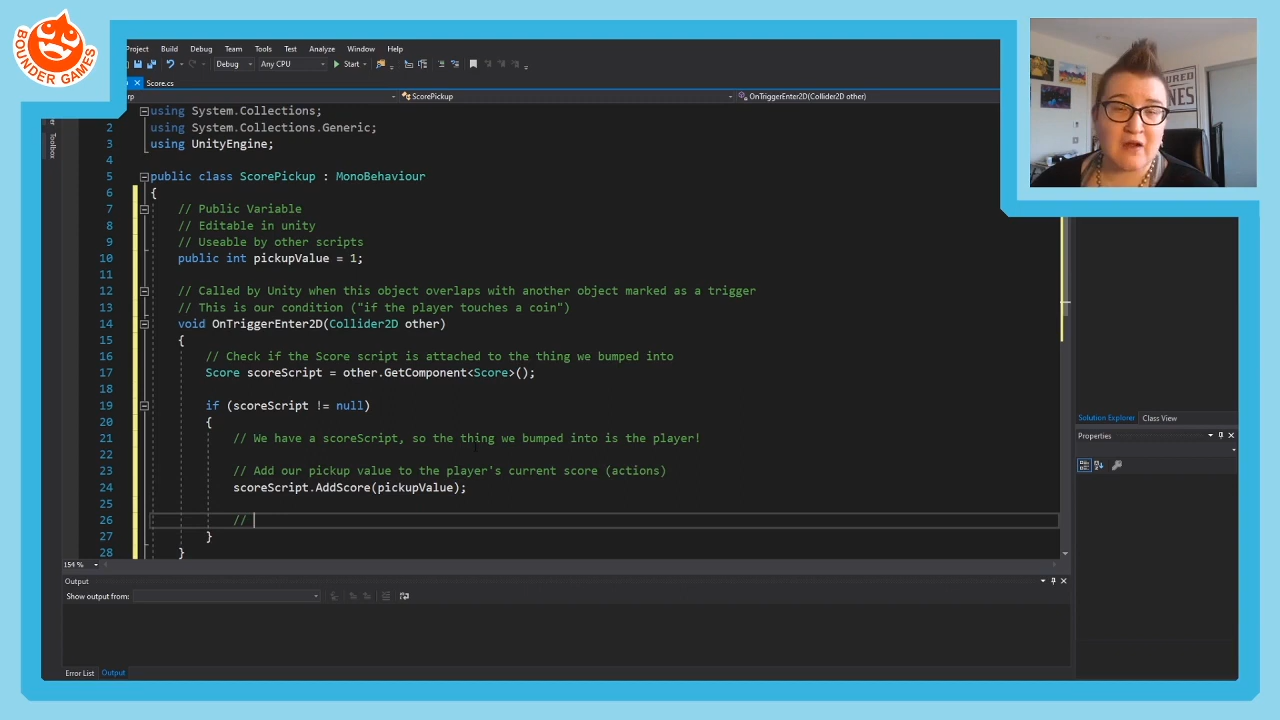 BOUNDER GAMES
Project Build Debug Team Tools Test Analyze Window Help
Debug Any CPU Start
Score.cs
ScorePickup OnTriggerEnter2D(Collider2D other)
Toolbox
using System.Collections;
2 using System.Collections.Generic;
3 using UnityEngine;
4
5 public class ScorePickup : MonoBehaviour
6 {
7 // Public Variable
8 // Editable in unity
9 // Useable by other scripts
10 public int pickupValue = 1;
11
12 // Called by Unity when this object overlaps with another object marked as a trigger
13 // This is our condition ("if the player touches a coin")
14 void OnTriggerEnter2D(Collider2D other)
15 {
16 // Check if the Score script is attached to the thing we bumped into
17 Score scoreScript = other.GetComponent<Score>();
18
19 if (scoreScript != null)
20 {
21 // We have a scoreScript, so the thing we bumped into is the player!
22
23 // Add our pickup value to the player's current score (actions)
24 scoreScript.AddScore(pickupValue);
25
26 //
27 }
28 }
154 %
Output
Show output from:
Error List Output
Solution Explorer Class View
Properties